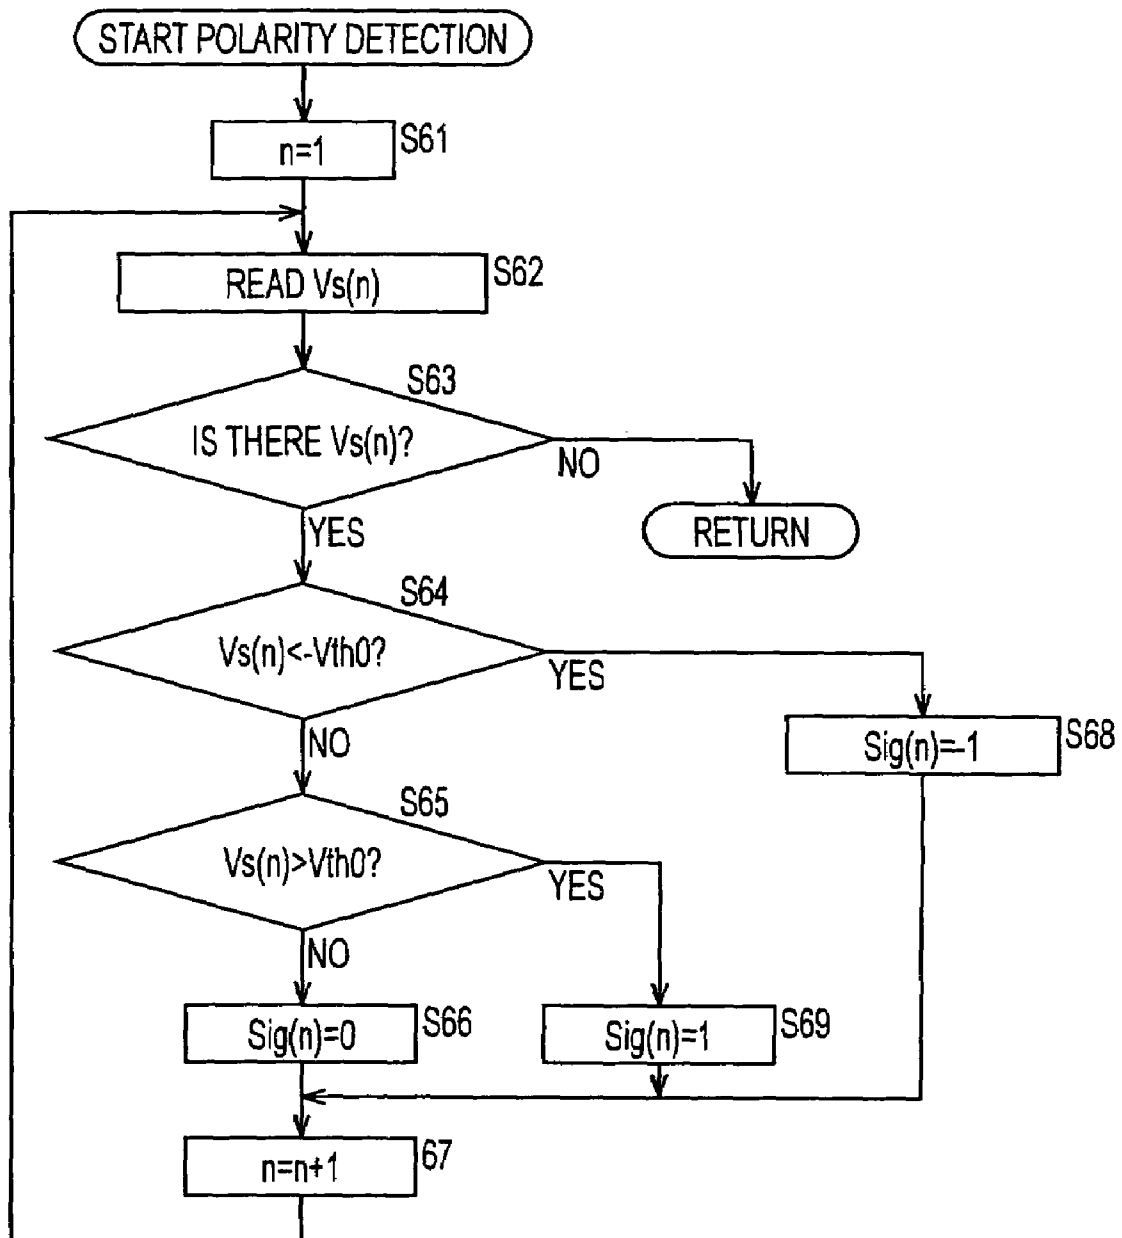 START POLARITY DETECTION
n=1
S61
READ Vs(n)
S62
S63
IS THERE Vs(n)?
NO
YES
RETURN
S64
Vs(n)<-Vth0?
YES
NO
Sig(n)=-1
S68
S65
Vs(n)>Vth0?
YES
NO
Sig(n)=0
S66
Sig(n)=1
S69
n=n+1
67